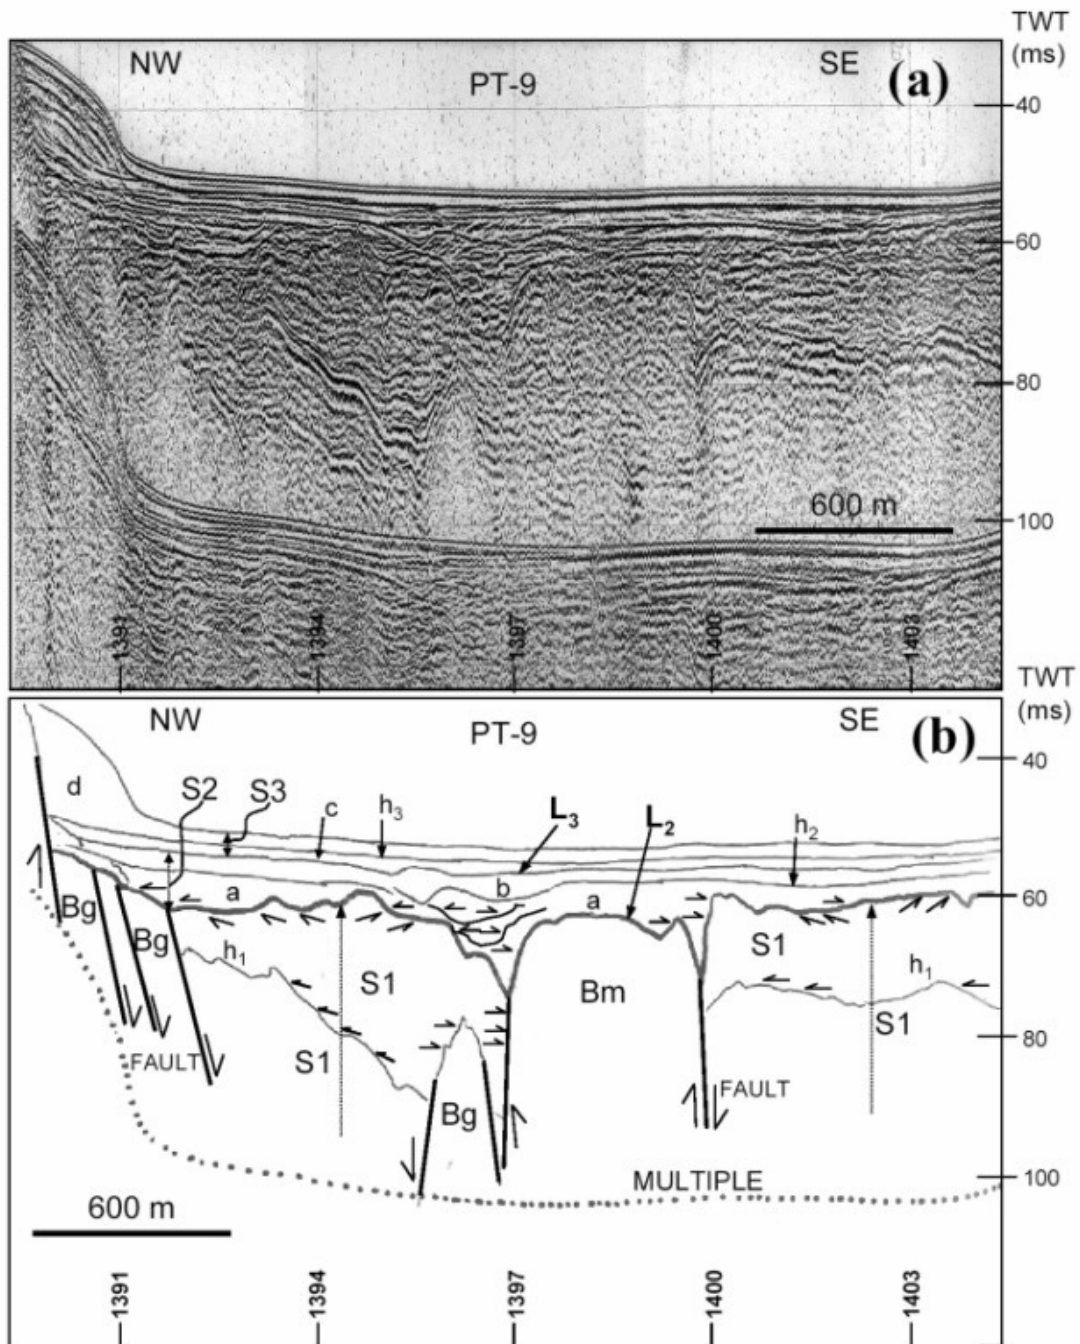 TWT
(ms)
NW PT-9 SE (a)
40
60
80
600 m
100
1391 1394 1397 1400 1403
TWT
(ms)
NW PT-9 SE (b)
40
d S2 S3 c h3 L3 L2 h2
a b a 60
Bg Bg h1 S1 Bm S1 h1
S1 S1 80
FAULT Bg FAULT
MULTIPLE 100
600 m
1391 1394 1397 1400 1403